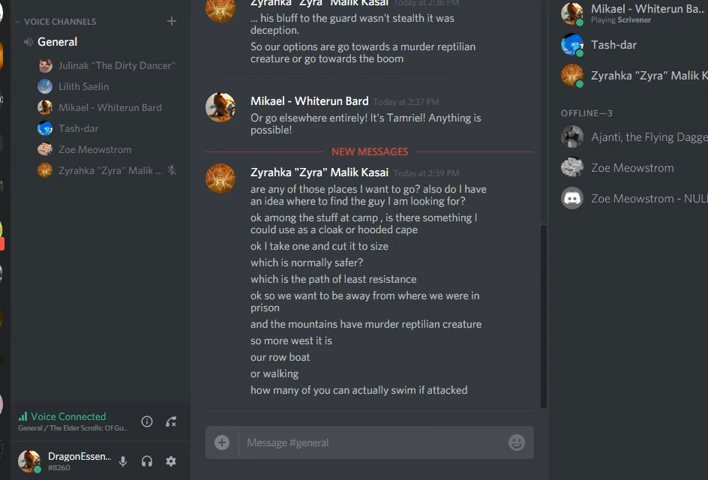 VOICE CHANNELS
General
Julinak "The Dirty Dancer"
Lilith Saelin
Mikael - Whiterun Bard
Tash-dar
Zoe Meowstrom
Zyrahka "Zyra" Malik ...
Voice Connected
General / The Elder Scrolls: Of Gu...
DragonEssen...
#8260
Zyrahka "Zyra" Malik Kasai Today at 2:36 PM
... his bluff to the guard wasn't stealth it was
deception.
So our options are go towards a murder reptilian
creature or go towards the boom
Mikael - Whiterun Bard Today at 2:37 PM
Or go elsewhere entirely! It's Tamriel! Anything is
possible!
NEW MESSAGES
Zyrahka "Zyra" Malik Kasai Today at 2:39 PM
are any of those places I want to go? also do I have
an idea where to find the guy I am looking for?
ok among the stuff at camp , is there something I
could use as a cloak or hooded cape
ok I take one and cut it to size
which is normally safer?
which is the path of least resistance
ok so we want to be away from where we were in
prison
and the mountains have murder reptilian creature
so more west it is
our row boat
or walking
how many of you can actually swim if attacked
Message #general
Mikael - Whiterun Ba..
Playing Scrivener
Tash-dar
Zyrahka "Zyra" Malik K
OFFLINE—3
Ajanti, the Flying Dagge
Zoe Meowstrom
Zoe Meowstrom - NUL